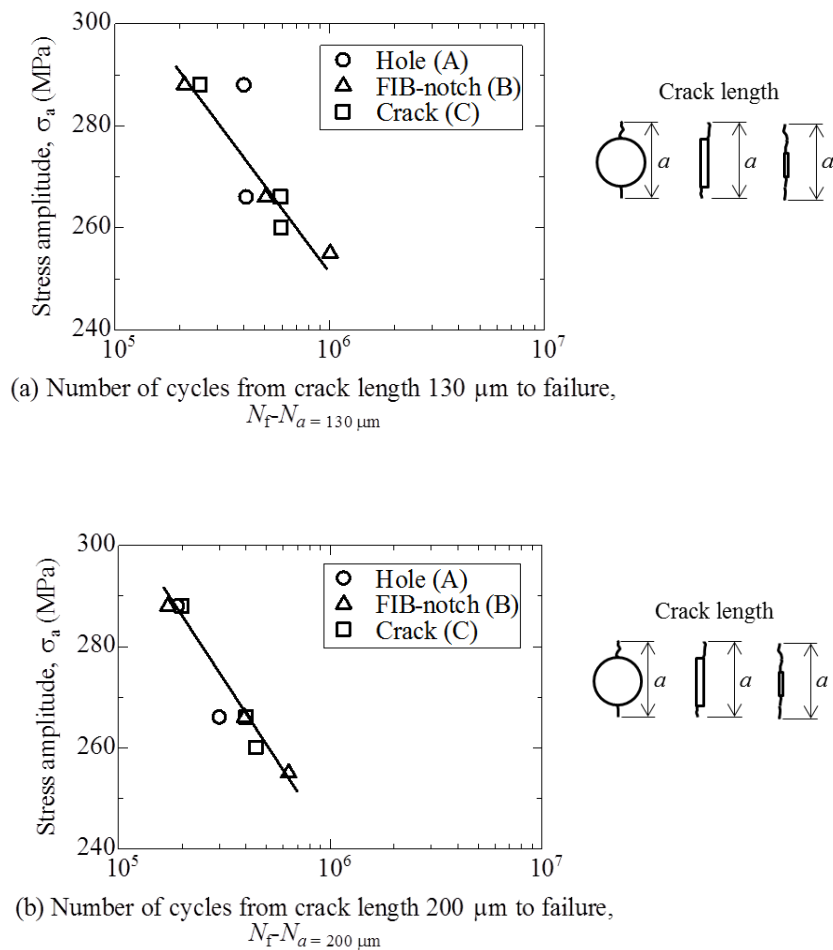 300
280
260
240
Stress amplitude, σa (MPa)
Hole (A)
FIB-notch (B)
Crack (C)
10^5
10^6
10^7
Crack length
a
a
a
(a) Number of cycles from crack length 130 µm to failure,
Nf-Na = 130 µm
300
280
260
240
Stress amplitude, σa (MPa)
Hole (A)
FIB-notch (B)
Crack (C)
10^5
10^6
10^7
Crack length
a
a
a
(b) Number of cycles from crack length 200 µm to failure,
Nf-Na = 200 µm